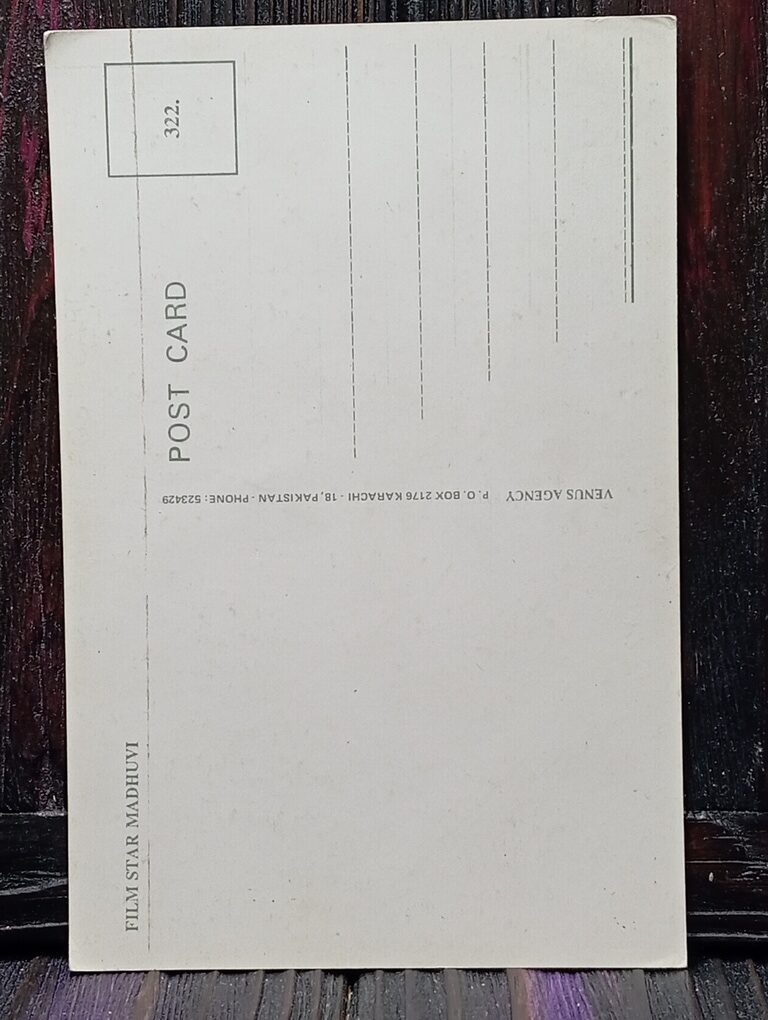 FILM STAR MADHUVI
322.
POST CARD
VENUS AGENCY P. O. BOX 2176 KARACHI - 18, PAKISTAN - PHONE: 523429